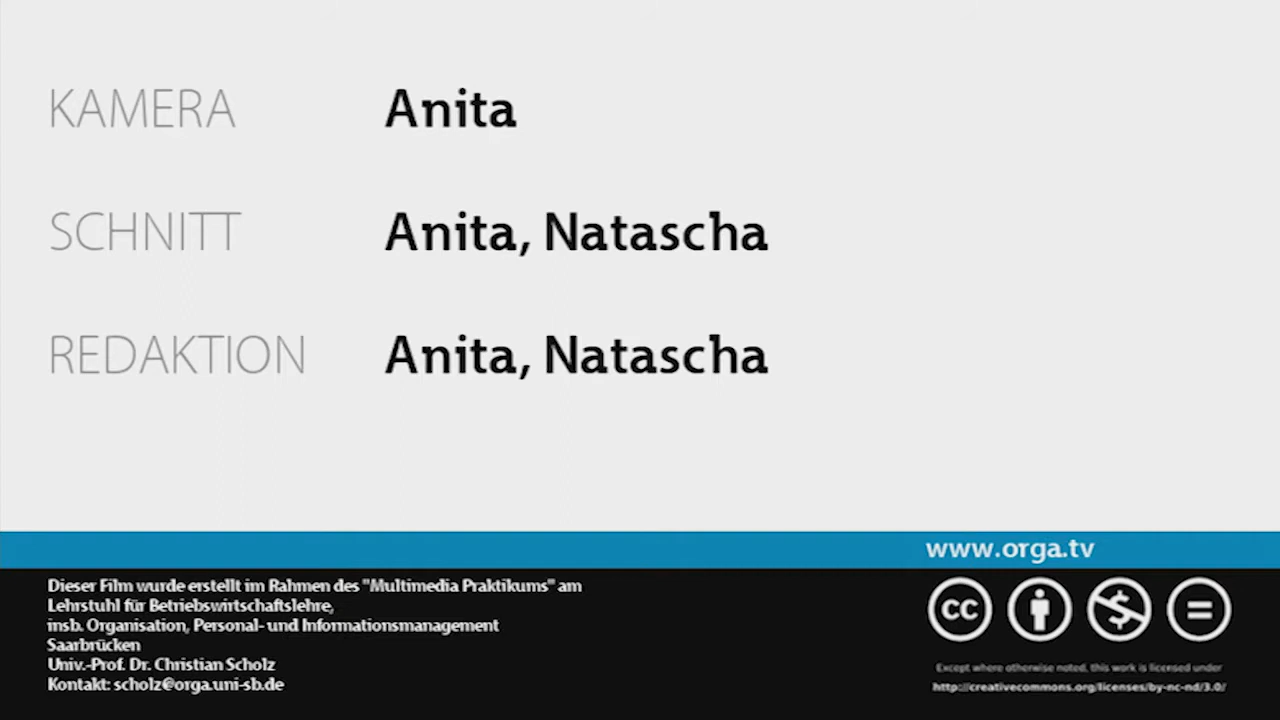 KAMERA Anita
SCHNITT Anita, Natascha
REDAKTION Anita, Natascha
www.orga.tv
Dieser Film wurde erstellt im Rahmen des "Multimedia Praktikums" am
Lehrstuhl für Betriebswirtschaftslehre,
insb. Organisation, Personal- und Informationsmanagement
Saarbrücken
Univ.-Prof. Dr. Christian Scholz
Kontakt: scholz@orga.uni-sb.de
cc $ =
Except where otherwise noted, this work is licensed under
http://creativecommons.org/licenses/by-nc-nd/3.0/